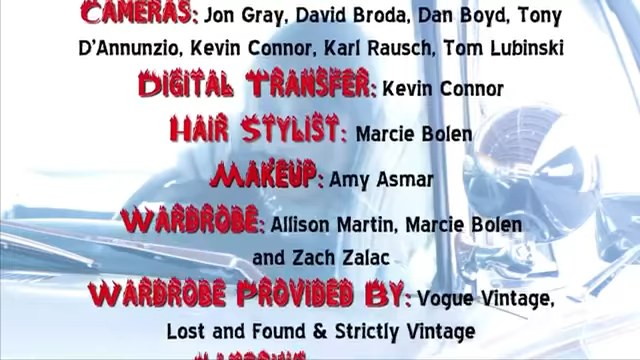 CAMERAS: Jon Gray, David Broda, Dan Boyd, Tony
D'Annunzio, Kevin Connor, Karl Rausch, Tom Lubinski
DIGITAL TRANSFER: Kevin Connor
HAIR STYLIST: Marcie Bolen
MAKEUP: Amy Asmar
WARDROBE: Allison Martin, Marcie Bolen
and Zach Zalac
WARDROBE PROVIDED BY: Vogue Vintage,
Lost and Found & Strictly Vintage